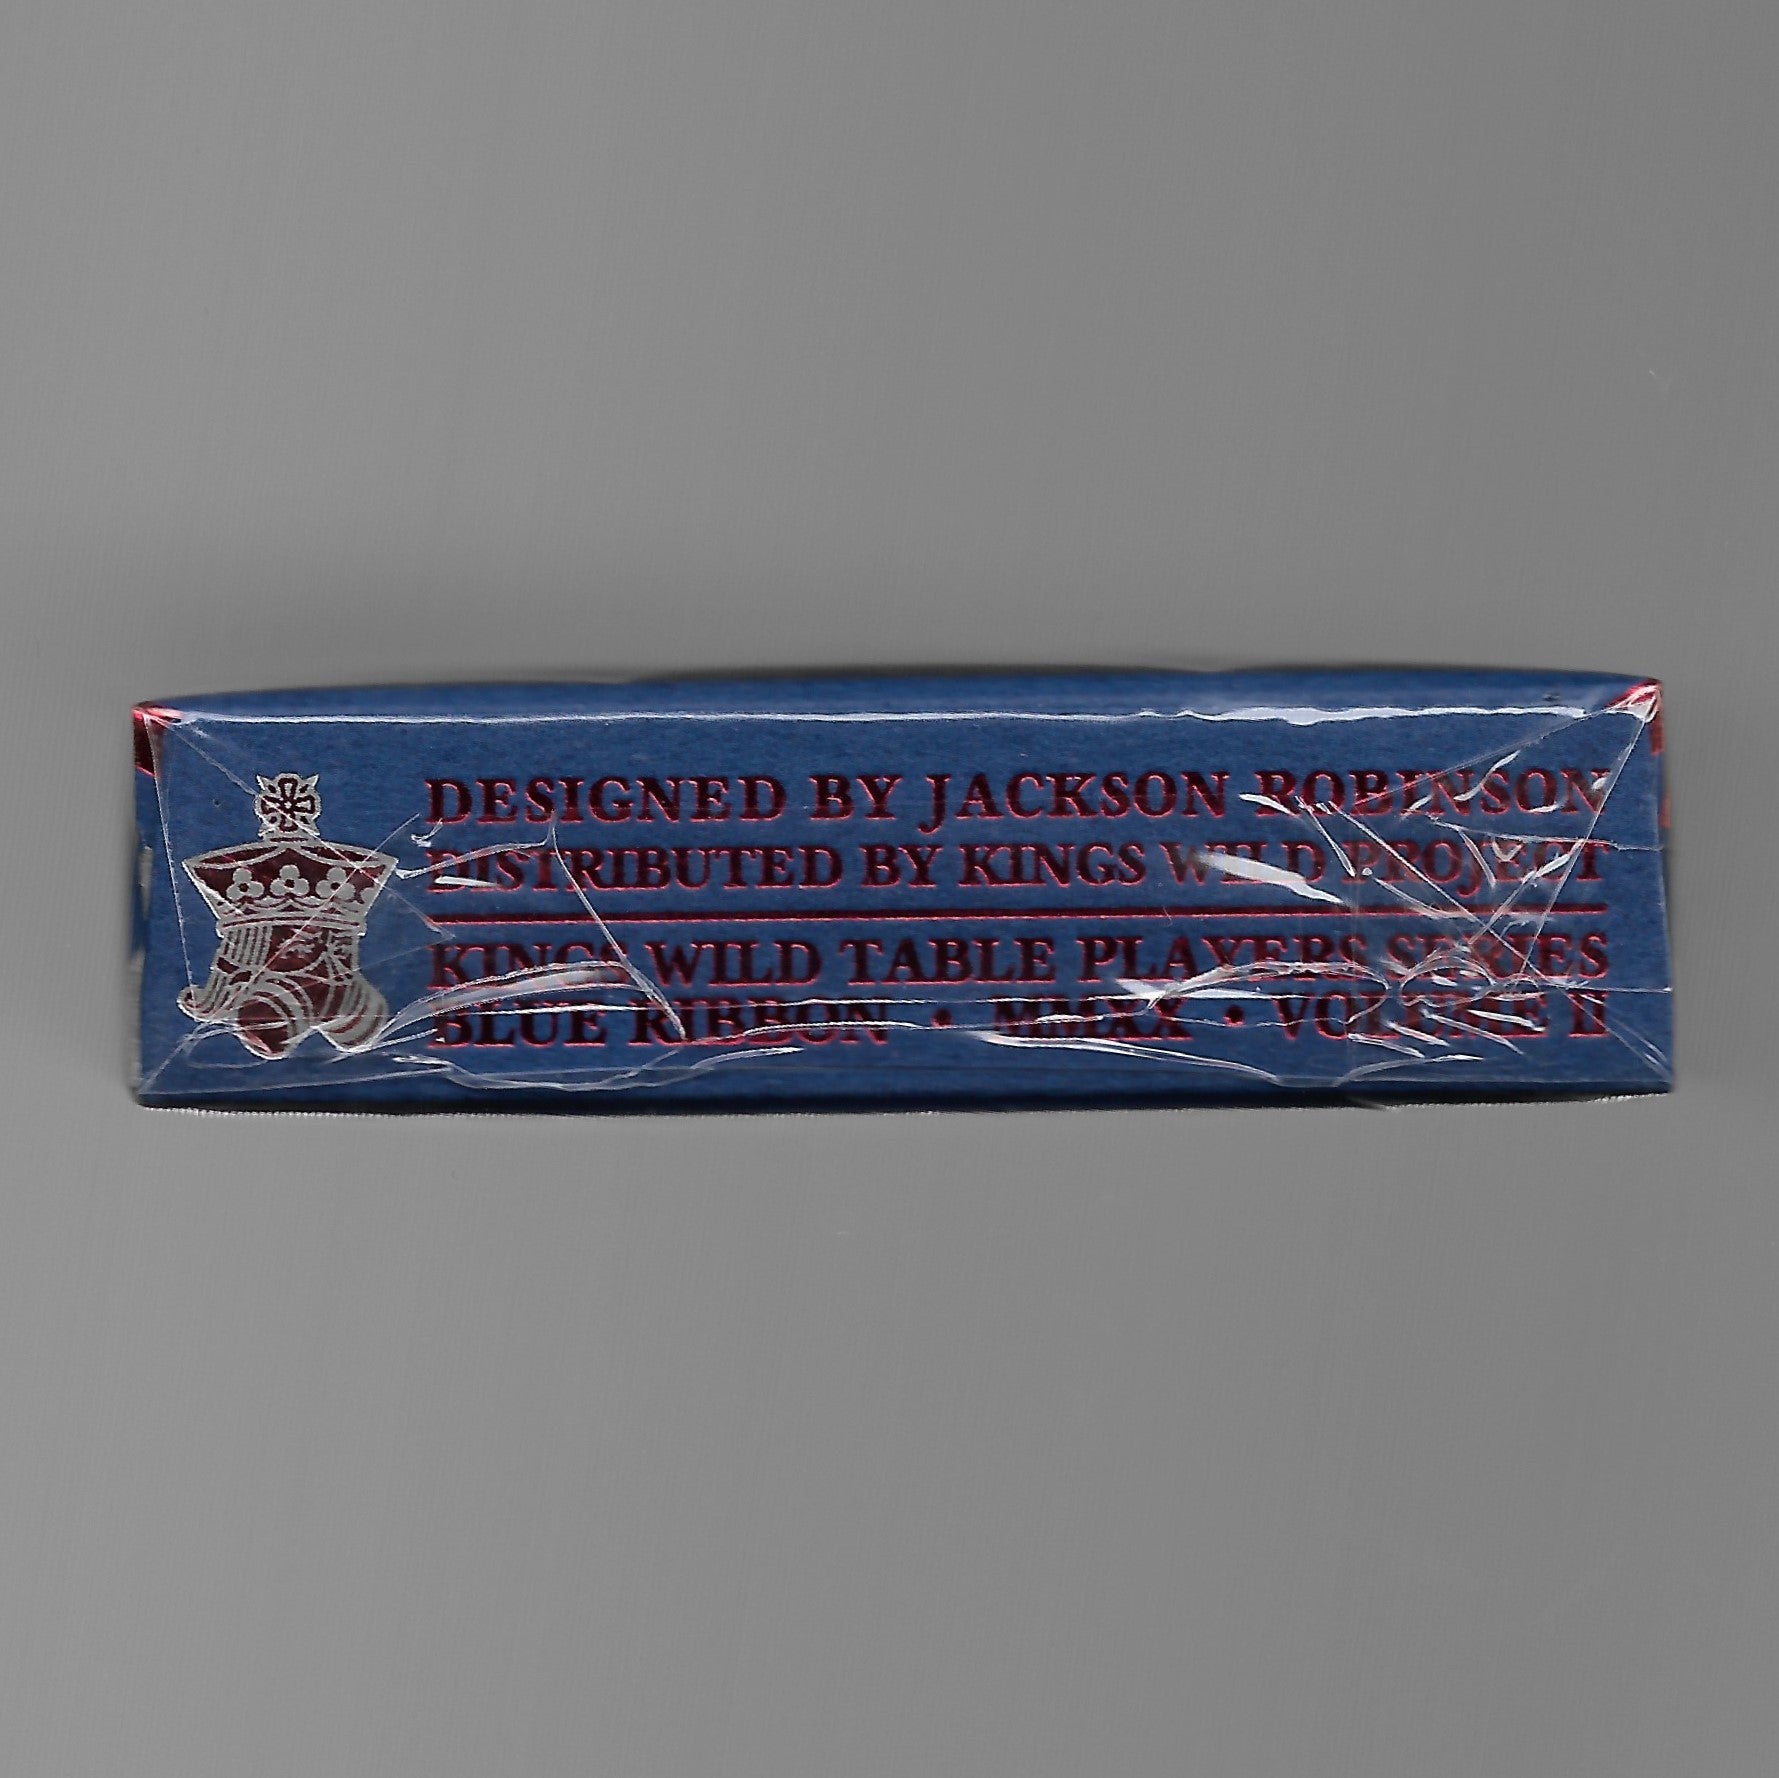 DESIGNED BY JACKSON ROBINSON
DISTRIBUTED BY KINGS WILD PROJECT
KINGS WILD TABLE PLAYERS SERIES
BLUE RIBBON • MMXX • VOLUME II